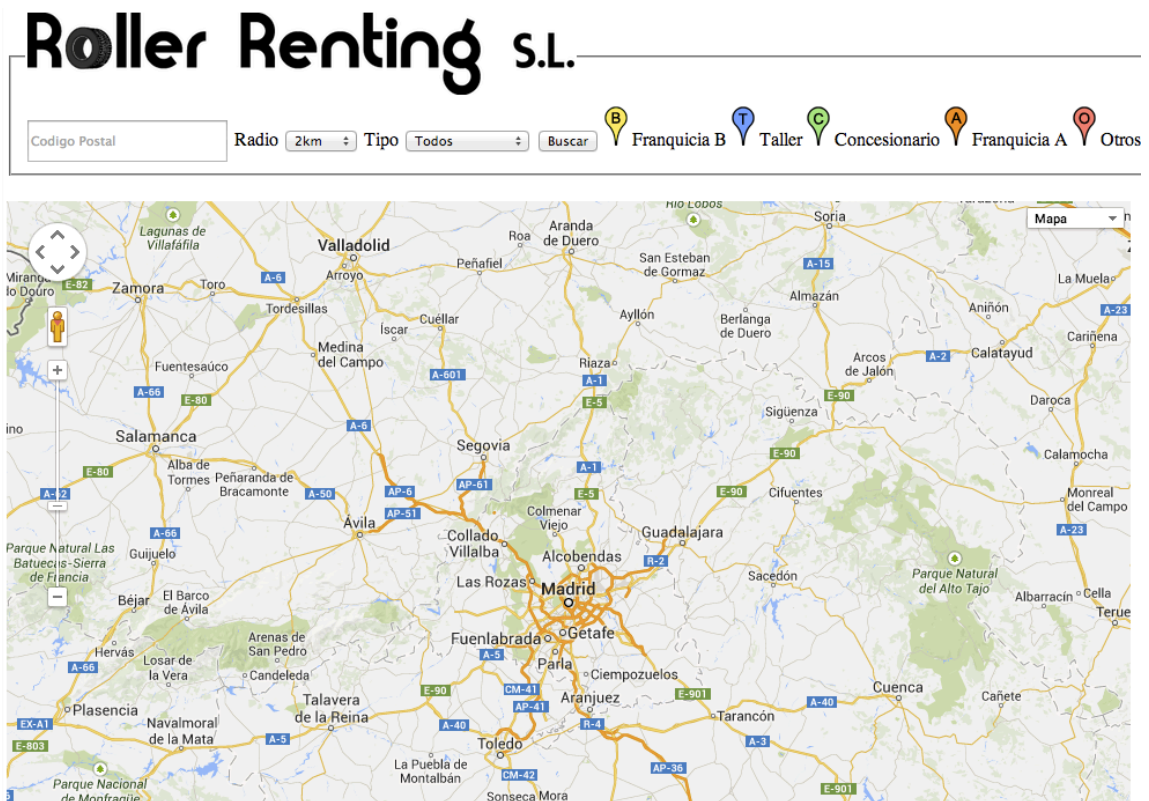 Roller Renting S.L.
Codigo Postal
Radio 2km Tipo Todos Buscar B Franquicia B T Taller C Concesionario A Franquicia A O Otros
Mapa
Lagunas de
Villafáfila
Valladolid
Arroyo
Roa
Aranda
de Duero
Rio Lobos
Soria
Peñafiel
San Esteban
de Gormaz
A-15
La Muela
E-82
Zamora
Toro
A-6
Tordesillas
Almazán
Ayllón
Berlanga
de Duero
Aniñón
A-23
Cariñena
Íscar
Cuéllar
Medina
del Campo
Riaza
Arcos
de Jalón
A-2
Calatayud
Fuentesaúco
A-601
A-1
A-66
E-80
E-5
E-90
Daroca
Sigüenza
A-6
Salamanca
Segovia
E-90
Calamocha
E-80
Alba de
Tormes
Peñaranda de
Bracamonte
A-1
A-62
A-50
AP-6
AP-61
E-5
E-90
Cifuentes
Monreal
del Campo
AP-51
Ávila
Colmenar
Viejo
A-23
A-66
Collado
Villalba
Guadalajara
Parque Natural Las
Batuecas-Sierra
de Francia
Guijuelo
Alcobendas
R-2
Parque Natural
del Alto Tajo
Las Rozas
Madrid
Sacedón
Béjar
El Barco
de Ávila
Albarracín
Cella
Fuenlabrada
Getafe
Arenas de
San Pedro
Hervás
A-66
Losar de
la Vera
Candeleda
A-5
Parla
Ciempozuelos
E-90
CM-41
AP-41
Aranjuez
E-901
Cuenca
Cañete
Talavera
de la Reina
Plasencia
EX-A1
Navalmoral
de la Mata
A-40
R-4
Tarancón
A-40
E-803
A-5
Toledo
A-3
La Puebla de
Montalbán
CM-42
AP-36
Parque Nacional
de Monfragüe
Sonseca
Mora
E-901